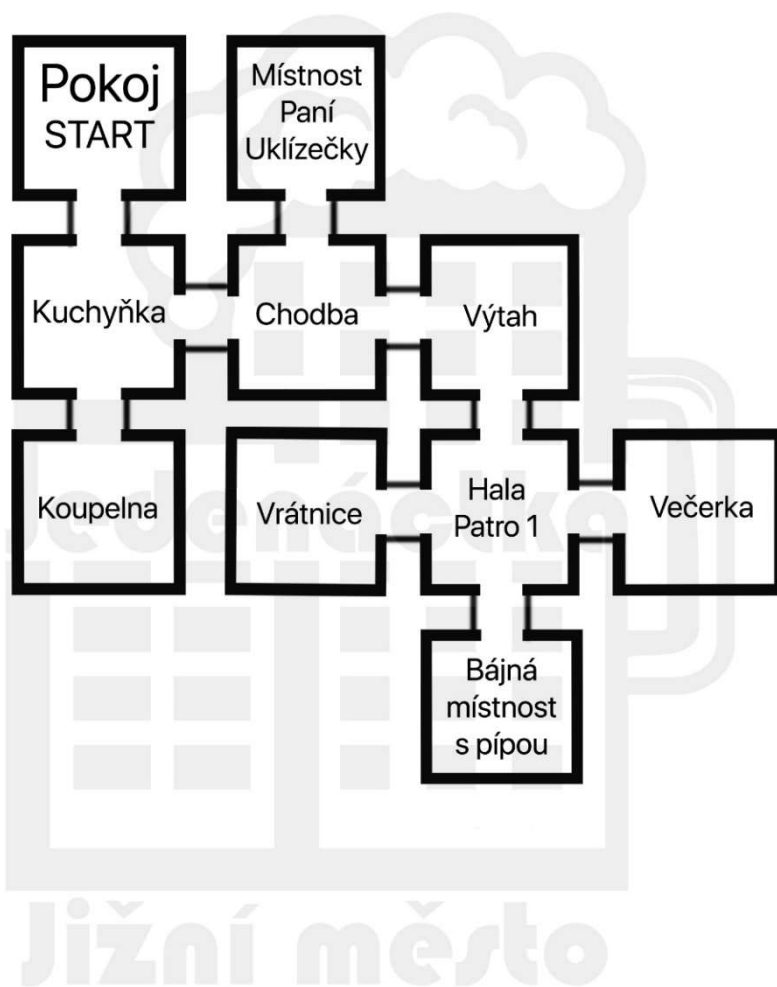 Pokoj
START
Místnost
Paní
Uklízečky
Kuchyňka
Chodba
Výtah
Koupelna
Vrátnice
Hala
Patro 1
Večerka
Bájná
místnost
s pípou
Jedenáctka
Jižní město